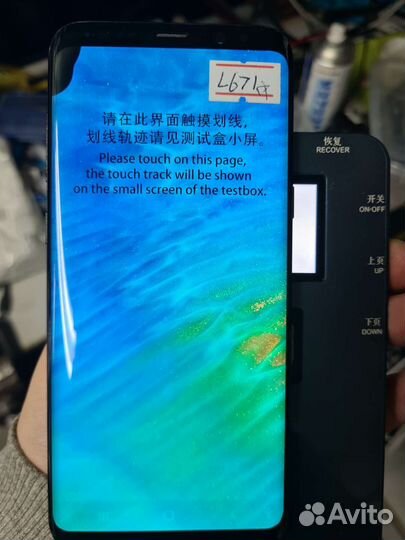 L671
请在此界面触摸划线,
划线轨迹请见测试盒小屏。
Please touch on this page,
the touch track will be shown
on the small screen of the testbox.
恢复
RECOVER
开关
ON-OFF
上页
UP
下页
DOWN
Avito